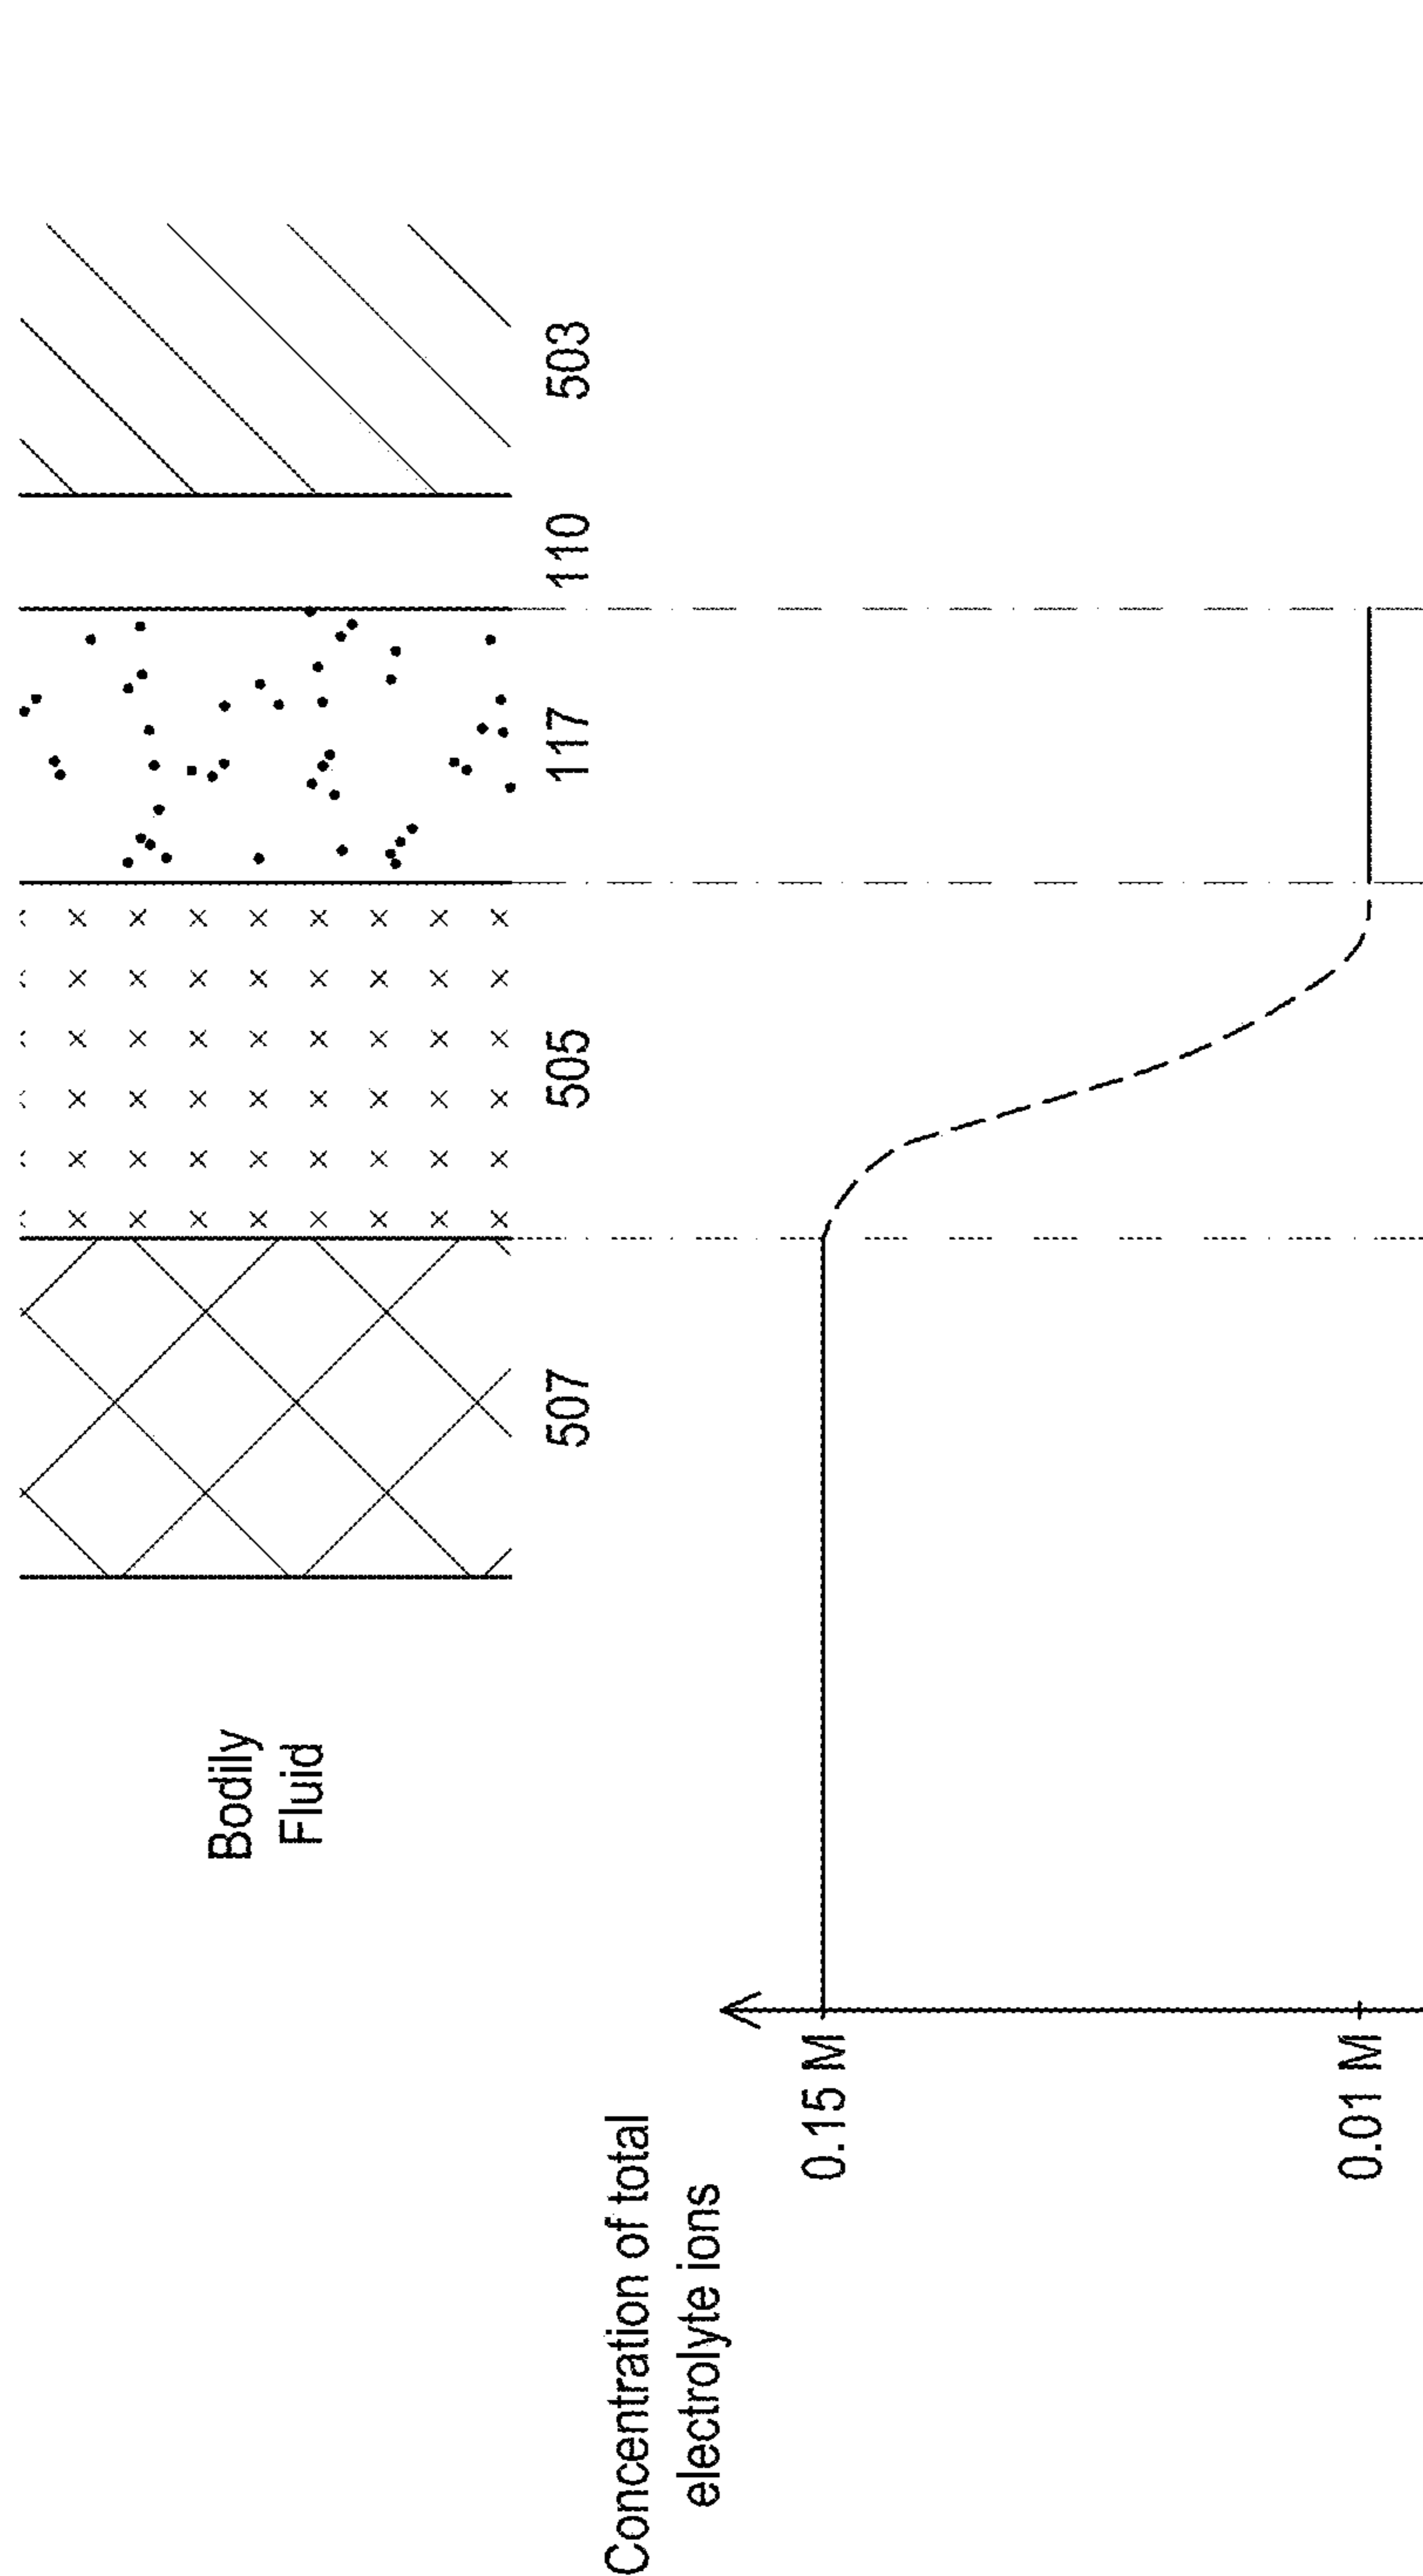 Bodily
Fluid
507
505
117
110
503
Concentration of total
electrolyte ions
0.15 M
0.01 M